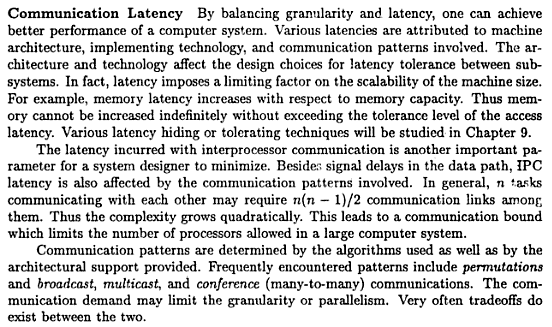 Communication Latency By balancing granularity and latency, one can achieve
better performance of a computer system. Various latencies are attributed to machine
architecture, implementing technology, and communication patterns involved. The ar-
chitecture and technology affect the design choices for latency tolerance between sub-
systems. In fact, latency imposes a limiting factor on the scalability of the machine size.
For example, memory latency increases with respect to memory capacity. Thus mem-
ory cannot be increased indefinitely without exceeding the tolerance level of the access
latency. Various latency hiding or tolerating techniques will be studied in Chapter 9.
The latency incurred with interprocessor communication is another important pa-
rameter for a system designer to minimize. Besides signal delays in the data path, IPC
latency is also affected by the communication patterns involved. In general, n tasks
communicating with each other may require n(n − 1)/2 communication links among
them. Thus the complexity grows quadratically. This leads to a communication bound
which limits the number of processors allowed in a large computer system.
Communication patterns are determined by the algorithms used as well as by the
architectural support provided. Frequently encountered patterns include permutations
and broadcast, multicast, and conference (many-to-many) communications. The com-
munication demand may limit the granularity or parallelism. Very often tradeoffs do
exist between the two.